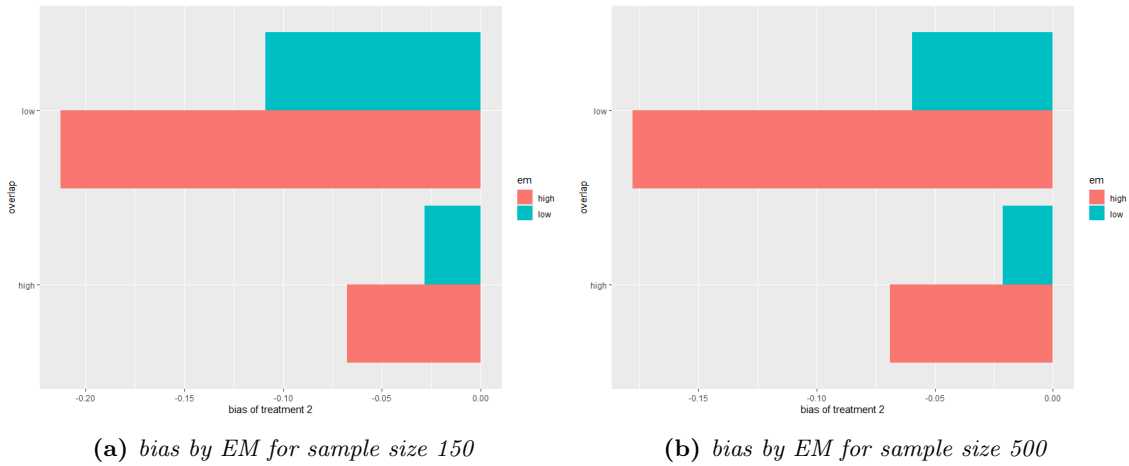 low
high
overlap
-0.20
-0.15
-0.10
-0.05
0.00
bias of treatment 2
em
high
low
(a) bias by EM for sample size 150
low
high
overlap
-0.15
-0.10
-0.05
0.00
bias of treatment 2
em
high
low
(b) bias by EM for sample size 500